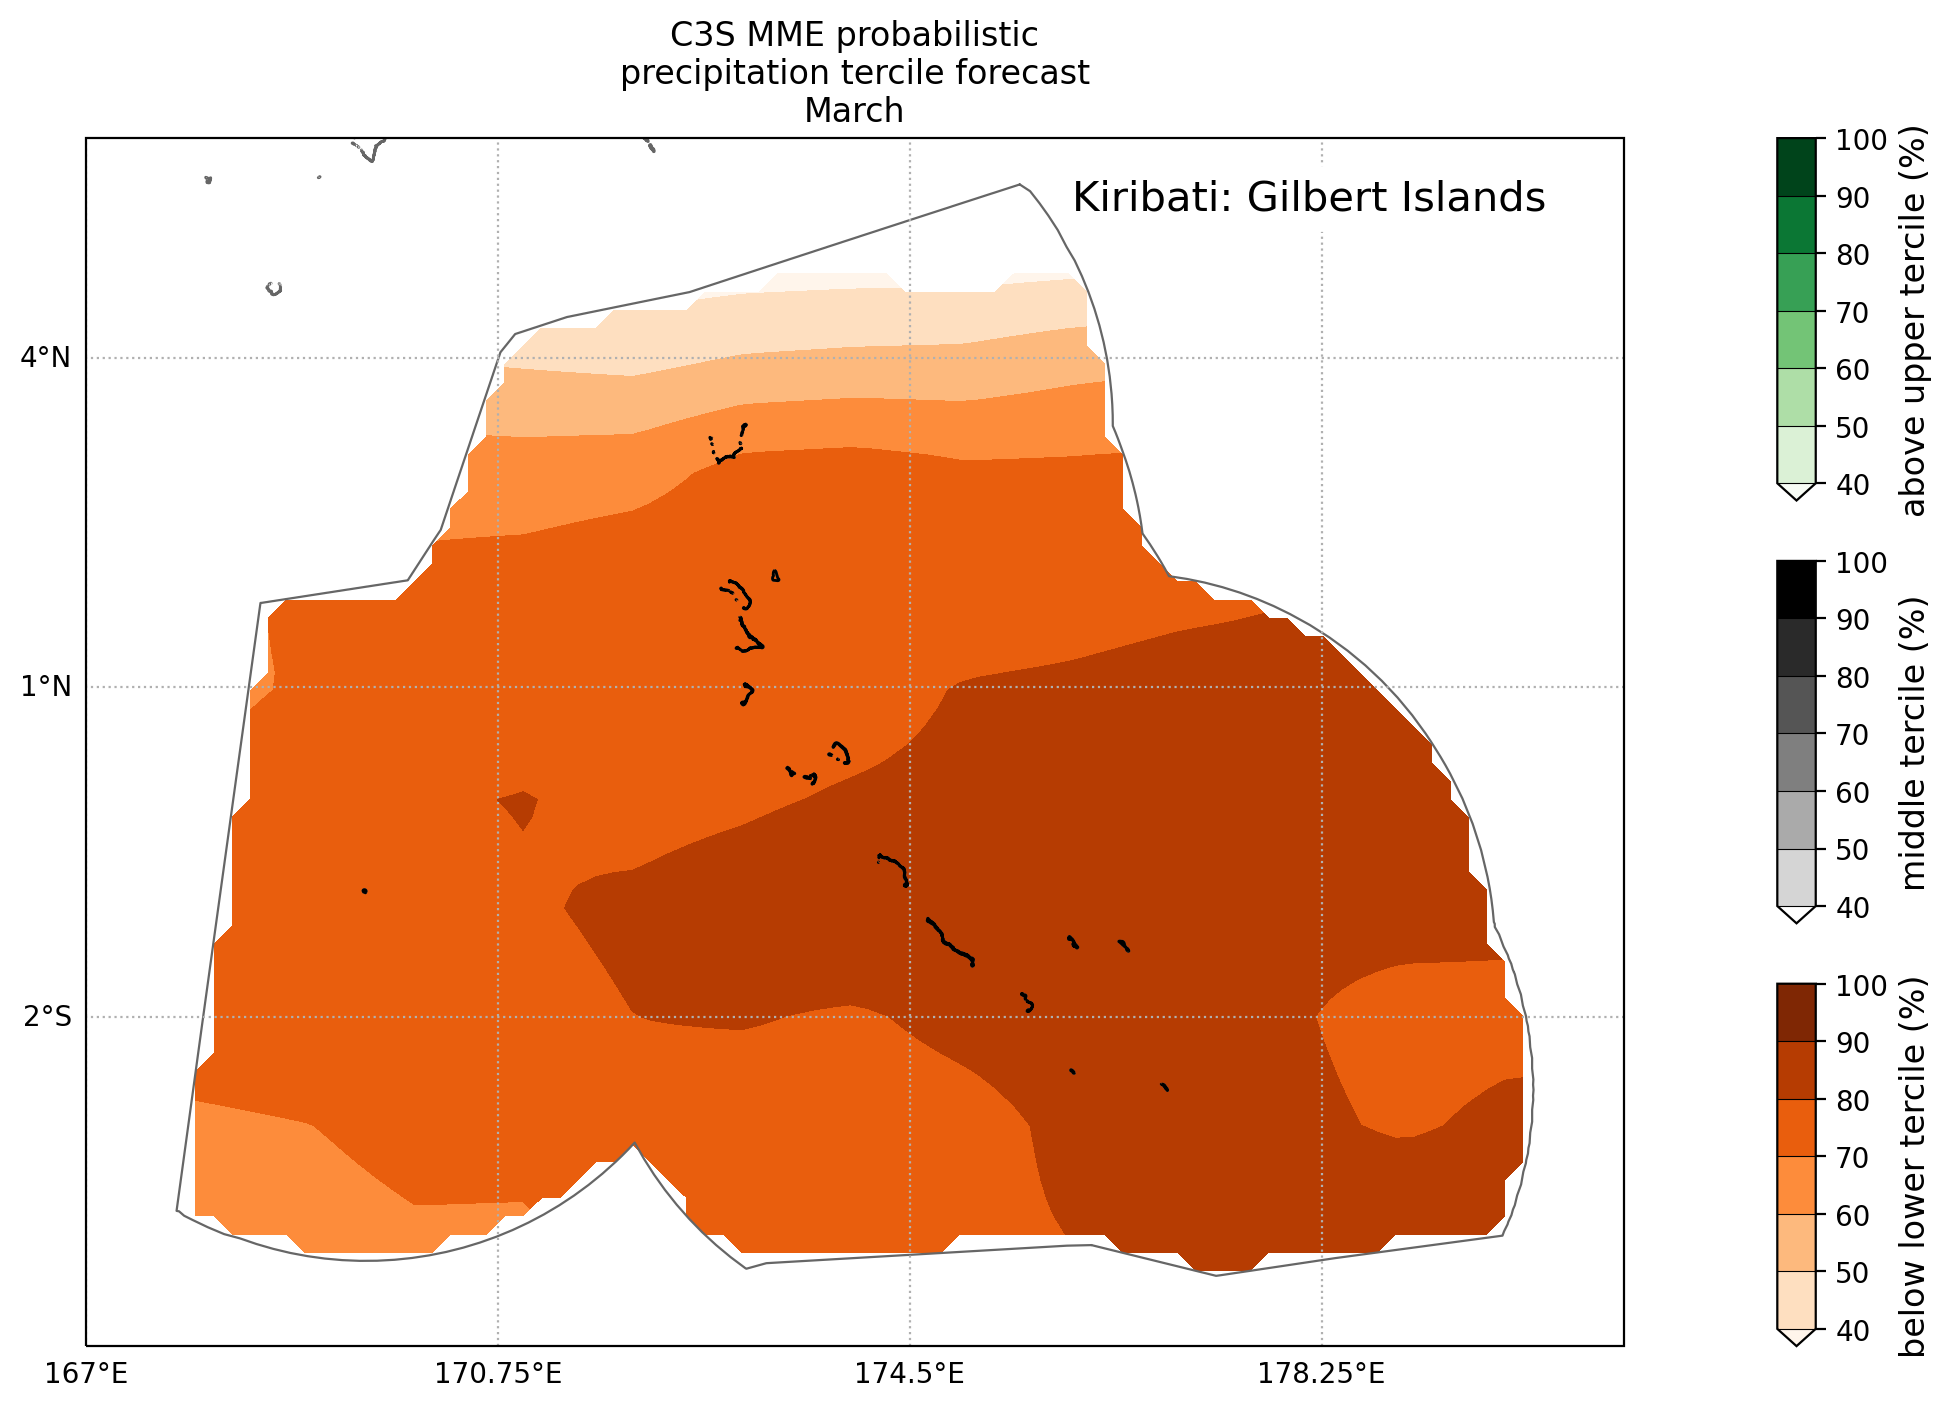 C3S MME probabilistic
precipitation tercile forecast
March
Kiribati: Gilbert Islands
4°N
1°N
2°S
167°E
170.75°E
174.5°E
178.25°E
100
90
80
70
60
50
40
above upper tercile (%)
100
90
80
70
60
50
40
middle tercile (%)
100
90
80
70
60
50
40
below lower tercile (%)